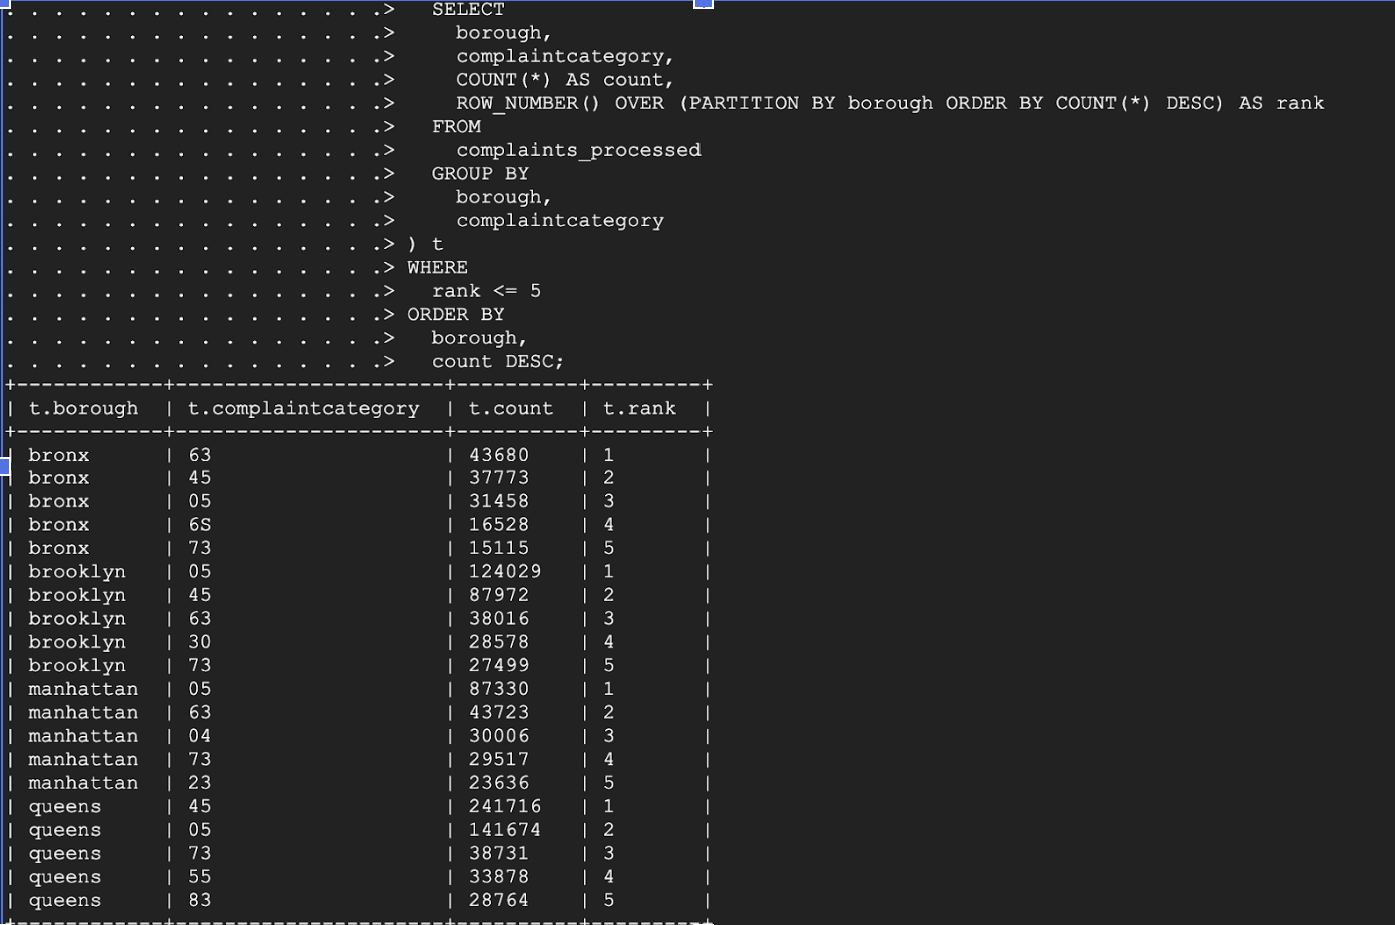 . . . . . . . . . . . . . . . .>   SELECT
. . . . . . . . . . . . . . . .>     borough,
. . . . . . . . . . . . . . . .>     complaintcategory,
. . . . . . . . . . . . . . . .>     COUNT(*) AS count,
. . . . . . . . . . . . . . . .>     ROW_NUMBER() OVER (PARTITION BY borough ORDER BY COUNT(*) DESC) AS rank
. . . . . . . . . . . . . . . .>   FROM
. . . . . . . . . . . . . . . .>     complaints_processed
. . . . . . . . . . . . . . . .>   GROUP BY
. . . . . . . . . . . . . . . .>     borough,
. . . . . . . . . . . . . . . .>     complaintcategory
. . . . . . . . . . . . . . . .> ) t
. . . . . . . . . . . . . . . .> WHERE
. . . . . . . . . . . . . . . .>   rank <= 5
. . . . . . . . . . . . . . . .> ORDER BY
. . . . . . . . . . . . . . . .>   borough,
. . . . . . . . . . . . . . . .>   count DESC;
+------------+----------------------+----------+---------+
| t.borough  | t.complaintcategory  | t.count  | t.rank  |
+------------+----------------------+----------+---------+
| bronx      | 63                   | 43680    | 1       |
| bronx      | 45                   | 37773    | 2       |
| bronx      | 05                   | 31458    | 3       |
| bronx      | 6S                   | 16528    | 4       |
| bronx      | 73                   | 15115    | 5       |
| brooklyn   | 05                   | 124029   | 1       |
| brooklyn   | 45                   | 87972    | 2       |
| brooklyn   | 63                   | 38016    | 3       |
| brooklyn   | 30                   | 28578    | 4       |
| brooklyn   | 73                   | 27499    | 5       |
| manhattan  | 05                   | 87330    | 1       |
| manhattan  | 63                   | 43723    | 2       |
| manhattan  | 04                   | 30006    | 3       |
| manhattan  | 73                   | 29517    | 4       |
| manhattan  | 23                   | 23636    | 5       |
| queens     | 45                   | 241716   | 1       |
| queens     | 05                   | 141674   | 2       |
| queens     | 73                   | 38731    | 3       |
| queens     | 55                   | 33878    | 4       |
| queens     | 83                   | 28764    | 5       |
+------------+----------------------+----------+---------+